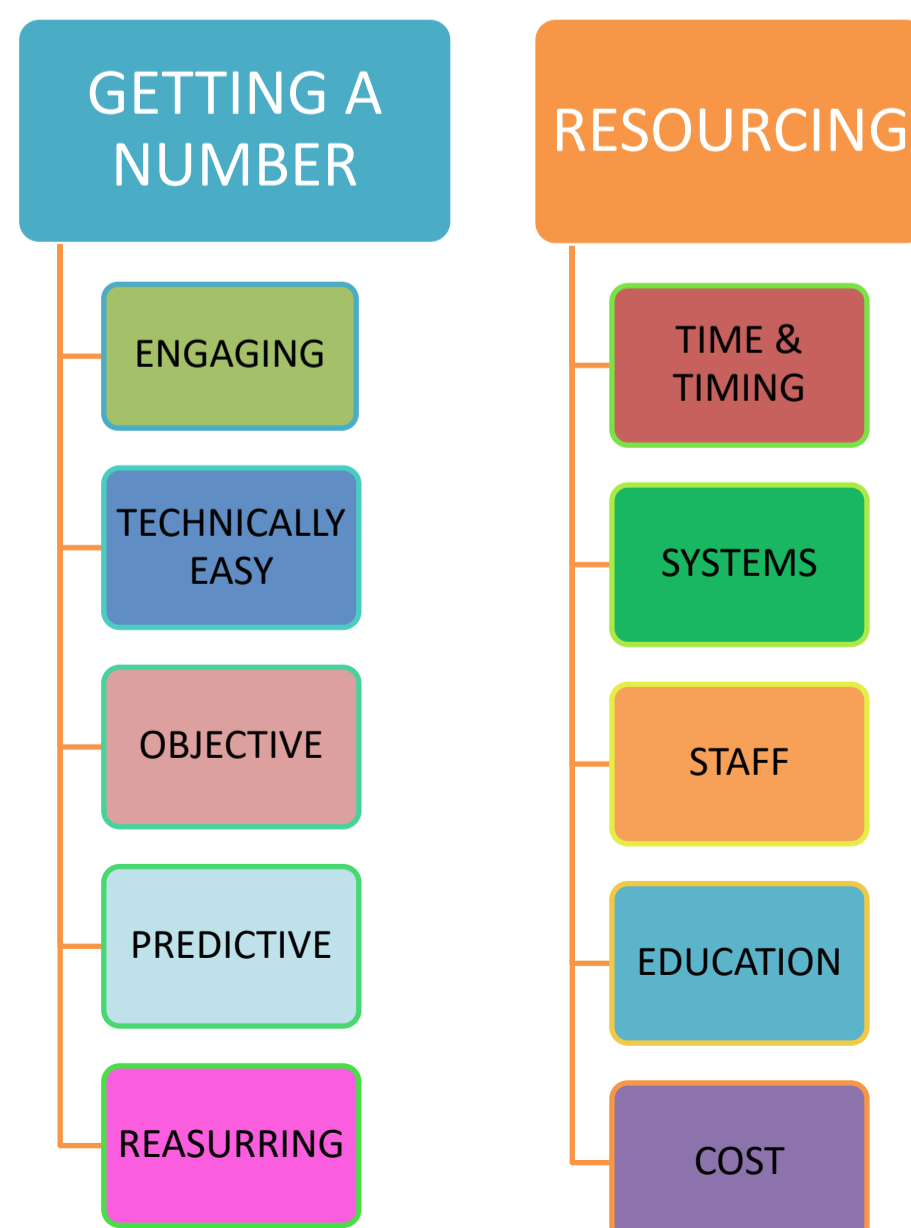 GETTING A
NUMBER
ENGAGING
TECHNICALLY
EASY
OBJECTIVE
PREDICTIVE
REASURRING
RESOURCING
TIME &
TIMING
SYSTEMS
STAFF
EDUCATION
COST